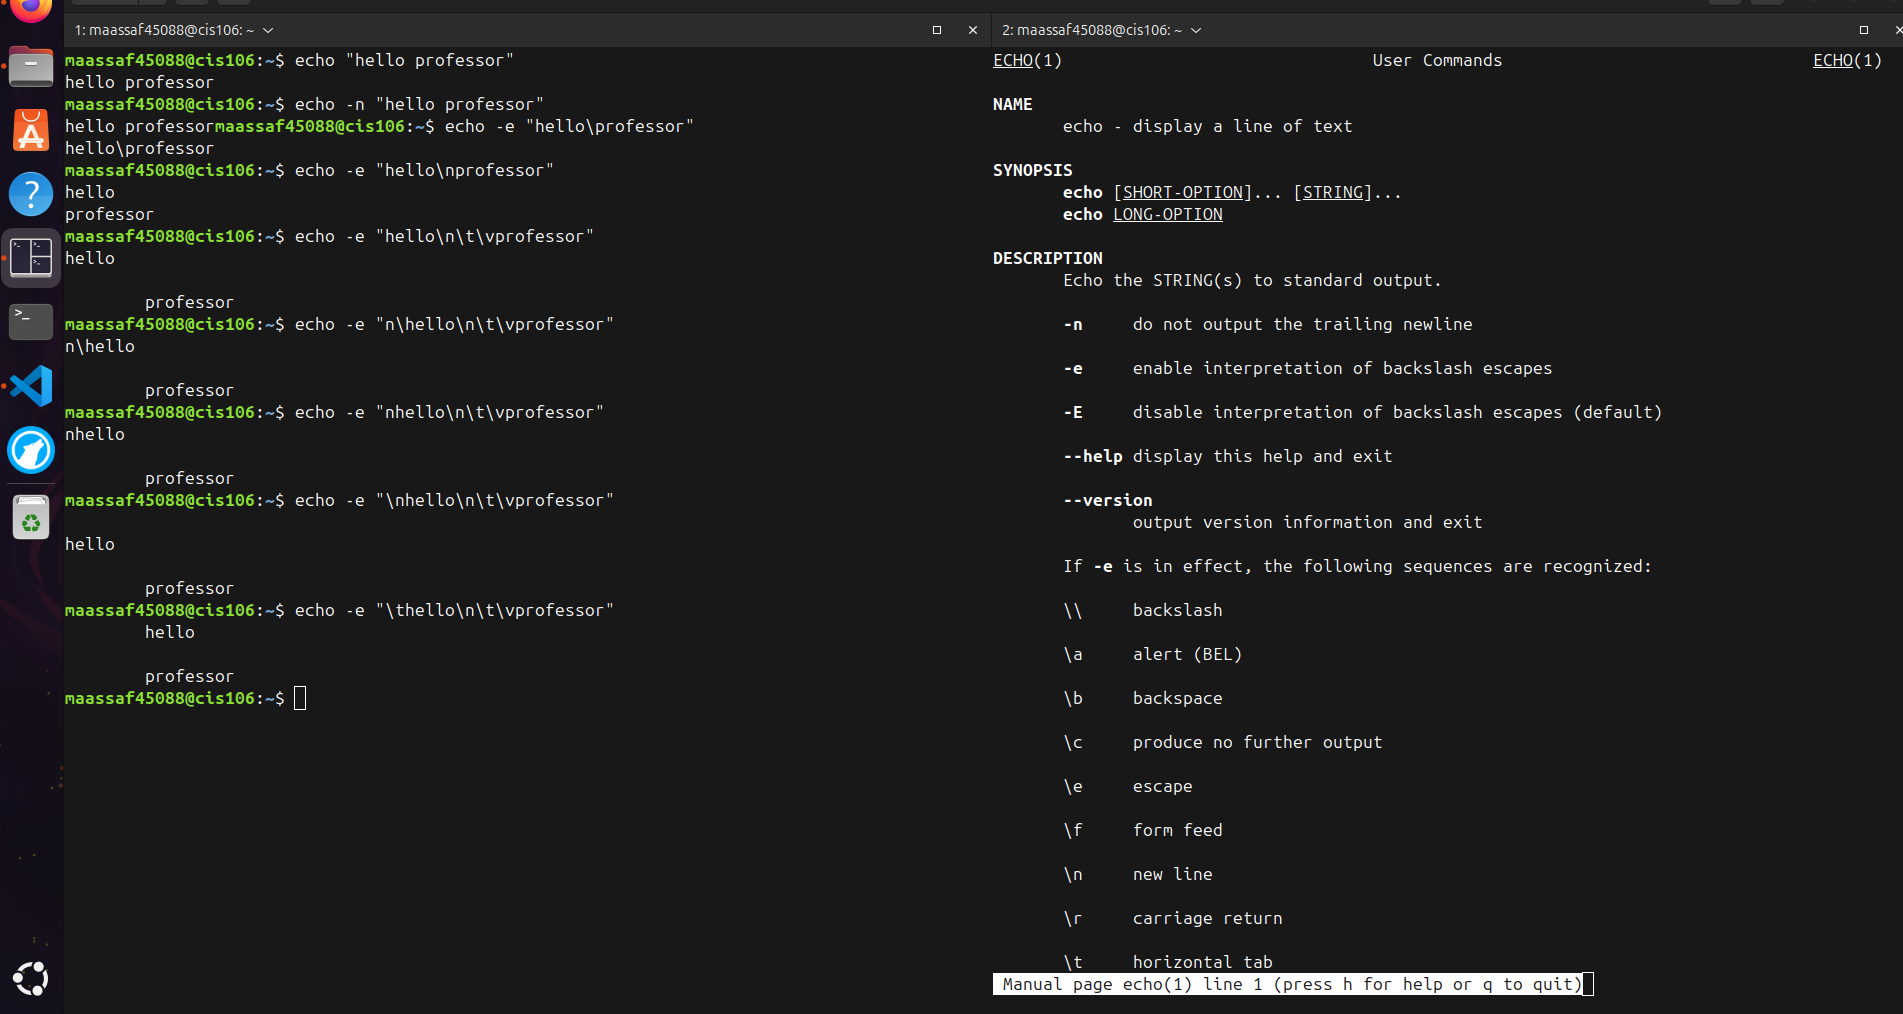 1: maassaf45088@cis106: ~
maassaf45088@cis106:~$ echo "hello professor"
hello professor
maassaf45088@cis106:~$ echo -n "hello professor"
hello professormaassaf45088@cis106:~$ echo -e "hello\professor"
hello\professor
maassaf45088@cis106:~$ echo -e "hello\nprofessor"
hello
professor
maassaf45088@cis106:~$ echo -e "hello\n\t\vprofessor"
hello
professor
maassaf45088@cis106:~$ echo -e "n\hello\n\t\vprofessor"
n\hello
professor
maassaf45088@cis106:~$ echo -e "nhello\n\t\vprofessor"
nhello
professor
maassaf45088@cis106:~$ echo -e "\nhello\n\t\vprofessor"
hello
professor
maassaf45088@cis106:~$ echo -e "\thello\n\t\vprofessor"
hello
professor
maassaf45088@cis106:~$
2: maassaf45088@cis106: ~
ECHO(1) User Commands ECHO(1)
NAME
echo - display a line of text
SYNOPSIS
echo [SHORT-OPTION]... [STRING]...
echo LONG-OPTION
DESCRIPTION
Echo the STRING(s) to standard output.
-n do not output the trailing newline
-e enable interpretation of backslash escapes
-E disable interpretation of backslash escapes (default)
--help display this help and exit
--version
output version information and exit
If -e is in effect, the following sequences are recognized:
\\ backslash
\a alert (BEL)
\b backspace
\c produce no further output
\e escape
\f form feed
\n new line
\r carriage return
\t horizontal tab
Manual page echo(1) line 1 (press h for help or q to quit)